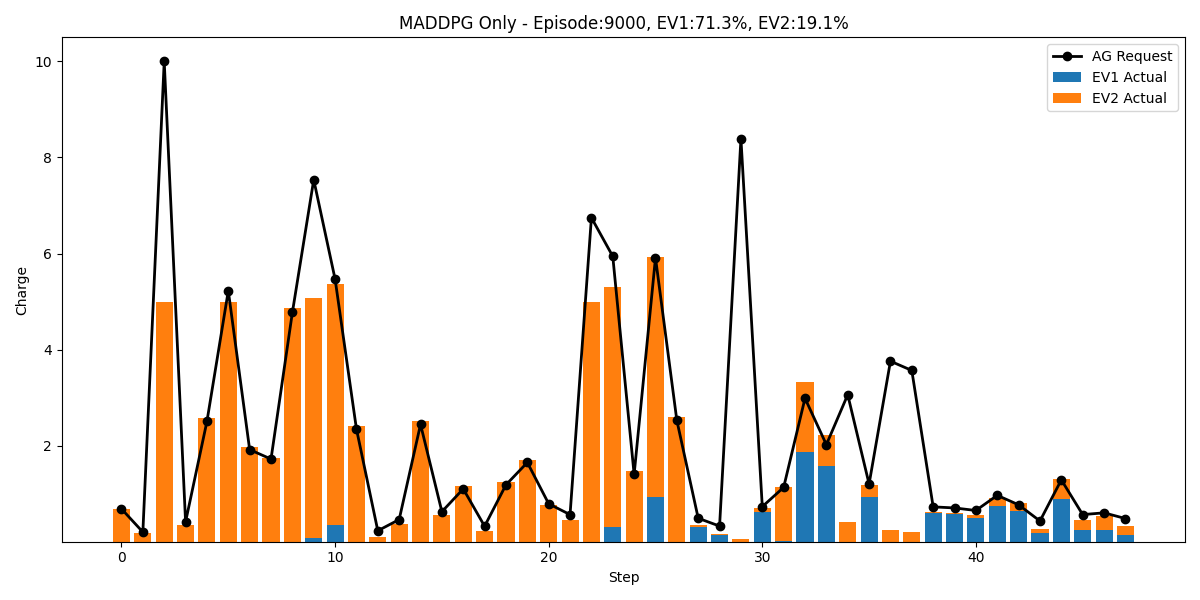 MADDPG Only - Episode:9000, EV1:71.3%, EV2:19.1%
AG Request
EV1 Actual
EV2 Actual
Charge
10
8
6
4
2
0 10 20 30 40
Step